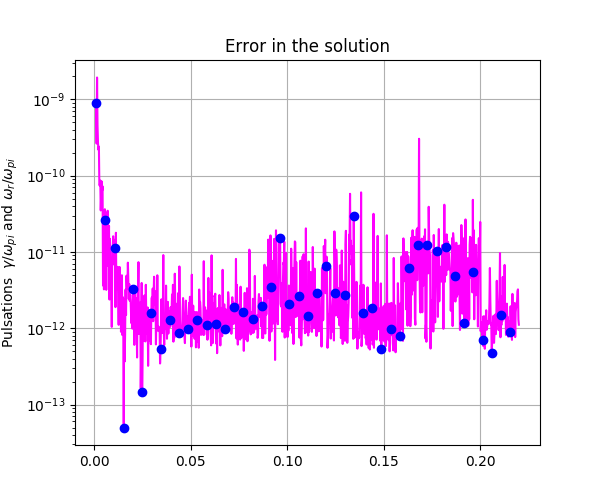 Error in the solution
Pulsations γ/ω_pi and ω_r/ω_pi
10⁻⁹
10⁻¹⁰
10⁻¹¹
10⁻¹²
10⁻¹³
0.00 0.05 0.10 0.15 0.20